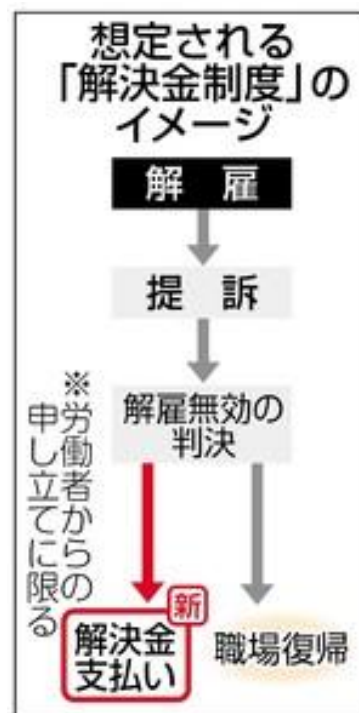 想定される
「解決金制度」の
イメージ
解雇
提訴
解雇無効の
判決
※労働者からの
申し立てに限る
新
解決金
支払い
職場復帰